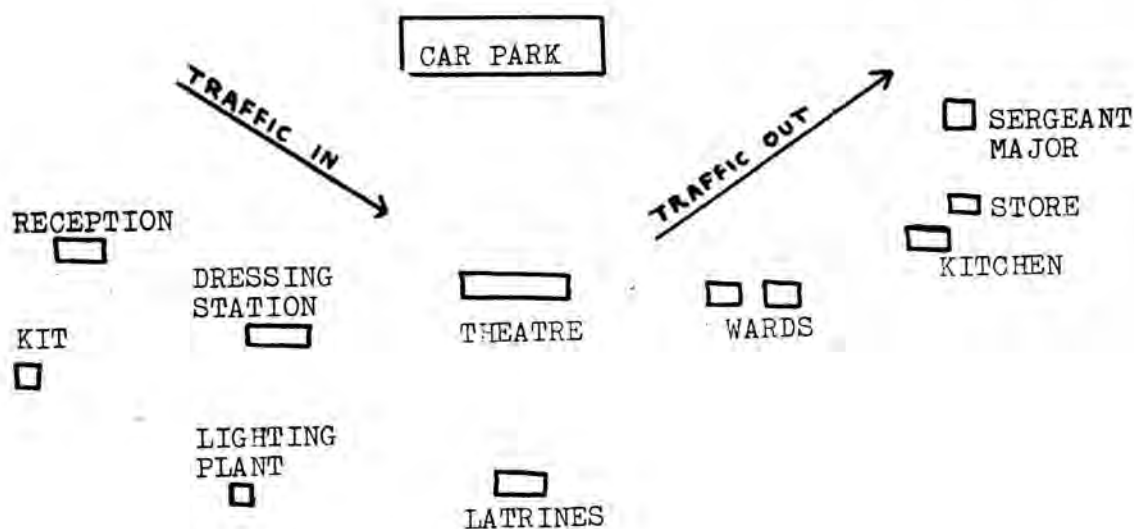 CAR PARK
TRAFFIC IN
TRAFFIC OUT
SERGEANT
MAJOR
RECEPTION
STORE
KITCHEN
DRESSING
STATION
THEATRE
WARDS
KIT
LIGHTING
PLANT
LATRINES